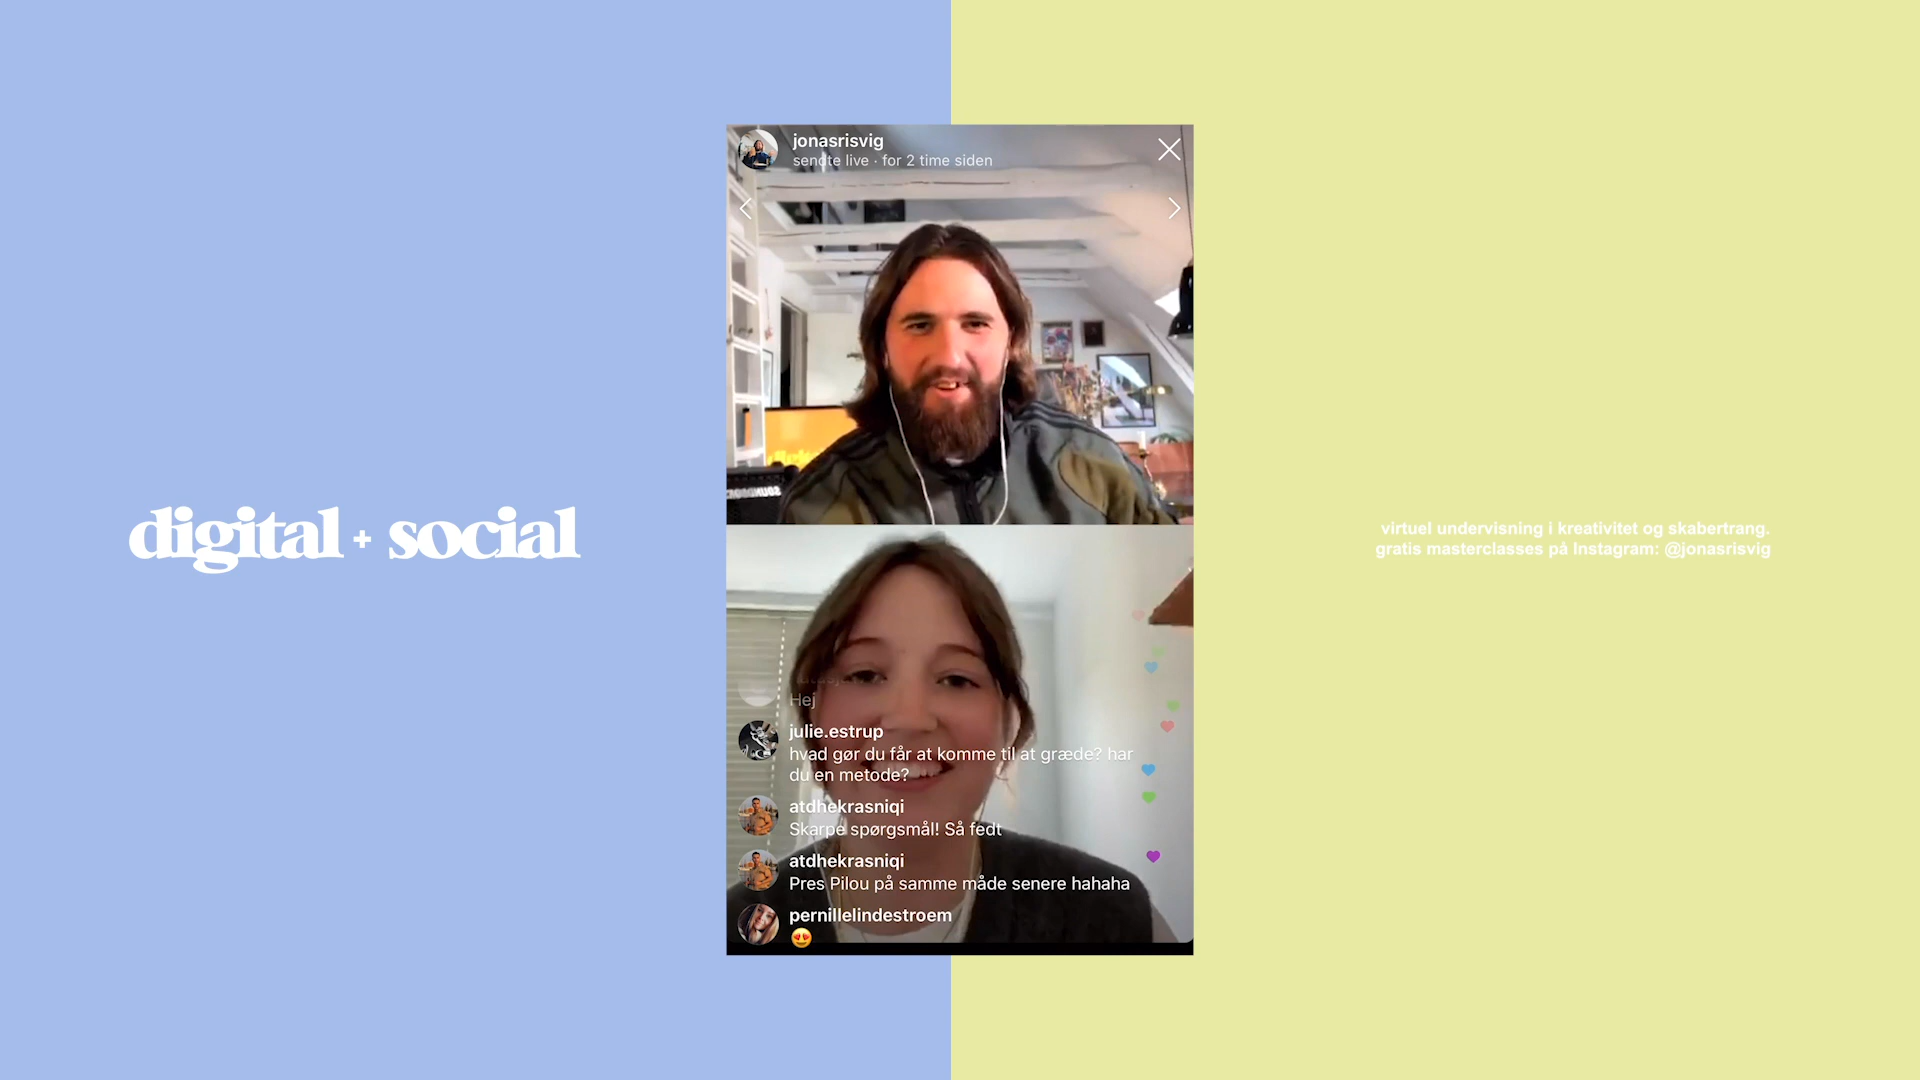 digital + social
jonasrisvig
sendte live · for 2 time siden
Hej
julie.estrup
hvad gør du får at komme til at græde? har
du en metode?
atdhekrasniqi
Skarpe spørgsmål! Så fedt
atdhekrasniqi
Pres Pilou på samme måde senere hahaha
pernillelindestroem
😍
virtuel undervisning i kreativitet og skabertrang.
gratis masterclasses på Instagram: @jonasrisvig